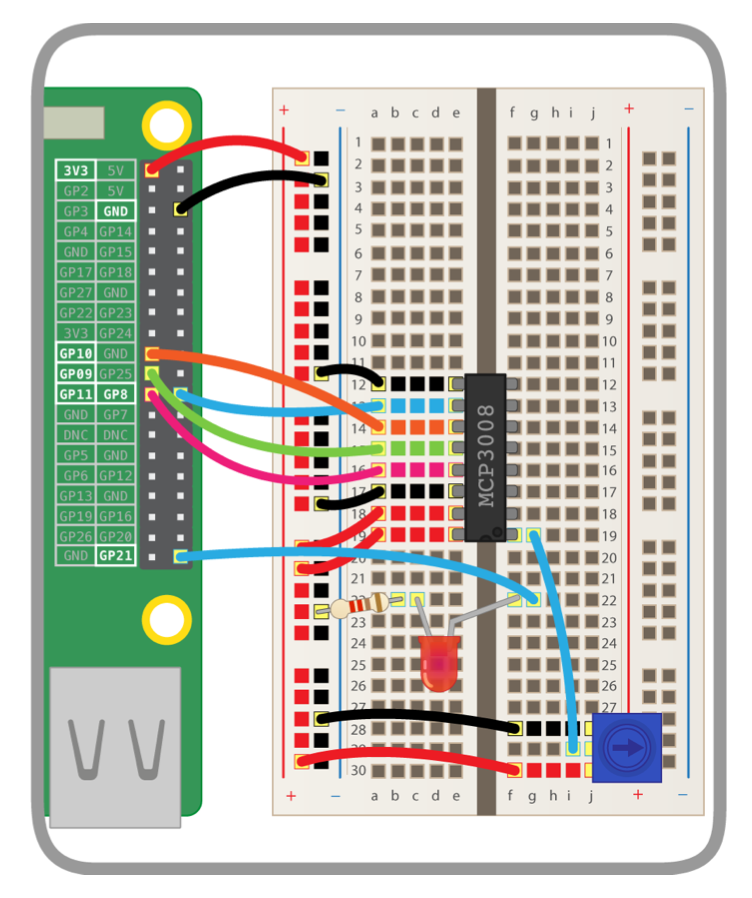 3V3 5V
GP2 5V
GP3 GND
GP4 GP14
GND GP15
GP17 GP18
GP27 GND
GP22 GP23
3V3 GP24
GP10 GND
GP09 GP25
GP11 GP8
GND GP7
DNC DNC
GP5 GND
GP6 GP12
GP13 GND
GP19 GP16
GP26 GP20
GND GP21
+ − a b c d e f g h i j + −
1 1
2 2
3 3
4 4
5 5
6 6
7 7
8 8
9 9
10 10
11 11
12 12
13 13
14 14
15 15
16 16
17 17
18 18
19 19
20 20
21 21
22 22
23 23
24 24
25 25
26 26
27 27
28
29
30
MCP3008
+ − a b c d e f g h i j + −